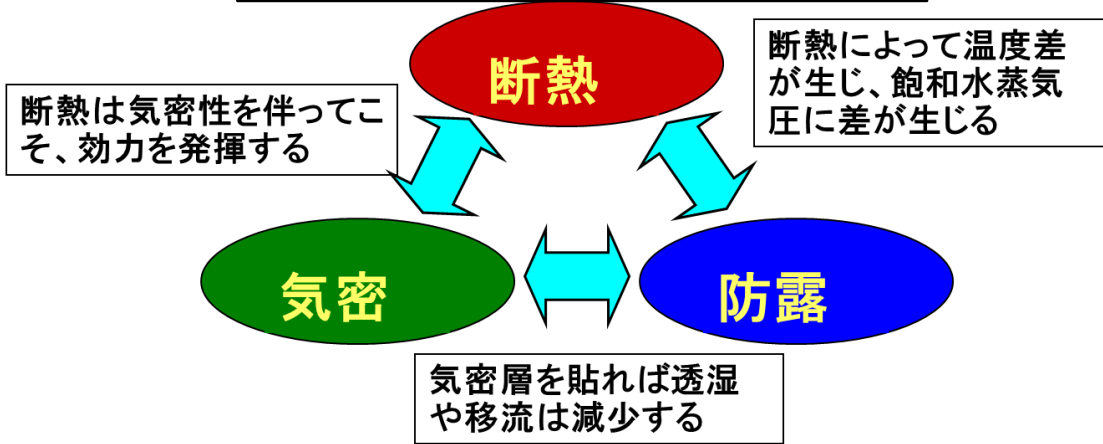 断熱
断熱によって温度差
が生じ、飽和水蒸気
圧に差が生じる
断熱は気密性を伴ってこ
そ、効力を発揮する
気密
防露
気密層を貼れば透湿
や移流は減少する